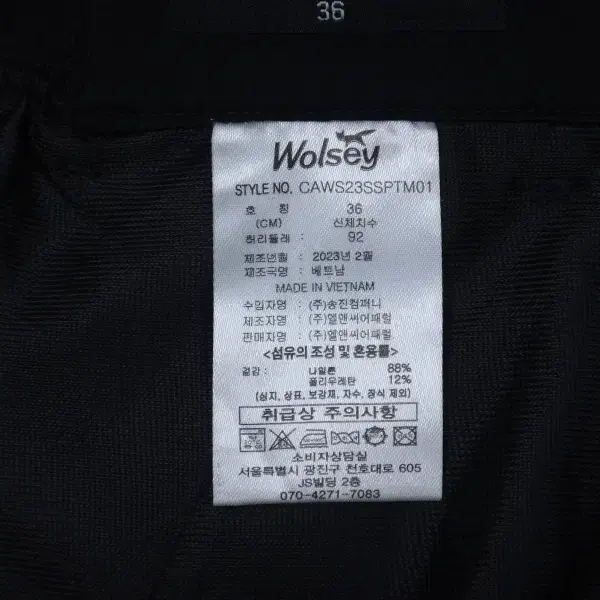 36
Wolsey
STYLE NO. CAWS23SSPTM01
호 칭 36
(CM) 신체치수
허리둘레 : 92
제조년월 : 2023년 2월
제조국명 : 베트남
MADE IN VIETNAM
수입자명 : (주)송진컴퍼니
제조자명 : (주)엘앤씨어패럴
판매자명 : (주)엘앤씨어패럴
<섬유의 조성 및 혼용률>
겉감 : 나일론 88%
폴리우레탄 12%
(심지, 상표, 보강제, 자수, 장식 제외)
취급상 주의사항
소비자상담실
서울특별시 광진구 천호대로 605
JS빌딩 2층
070-4271-7083